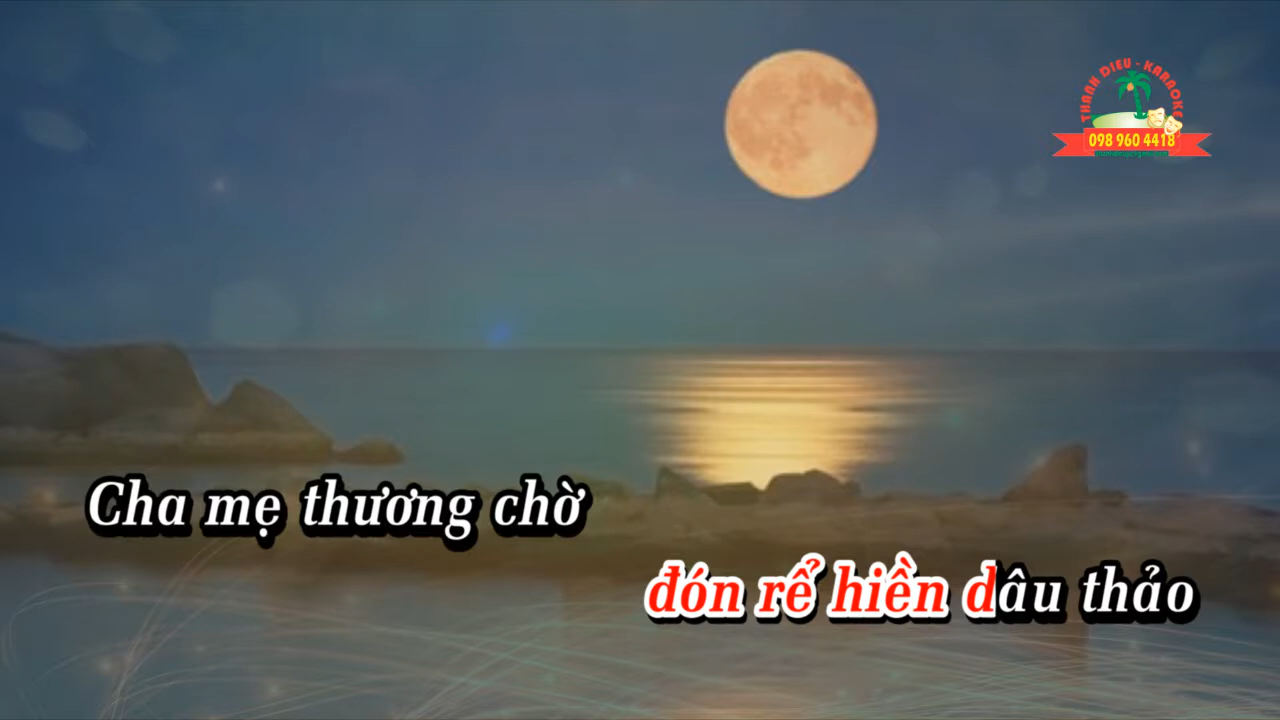 THANH DIEU - KARAOKE
098 960 4418
Cha mẹ thương chờ
đón rể hiền dâu thảo